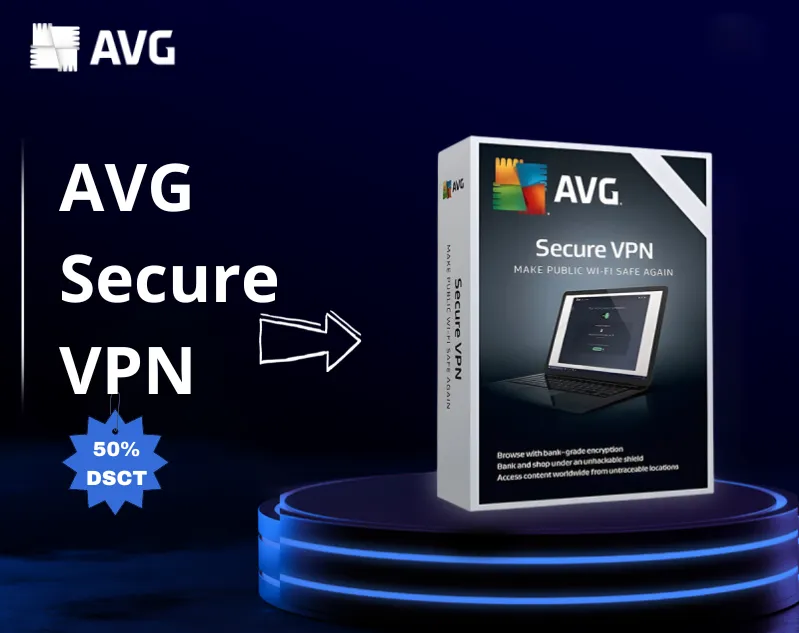 AVG
AVG
Secure
VPN
50%
DSCT
AVG
Secure VPN
MAKE PUBLIC WI-FI SAFE AGAIN
AVG.
Secure VPN
MAKE PUBLIC WI-FI SAFE AGAIN
Browse with bank-grade encryption
Bank and shop under an unhackable shield
Access content worldwide from untraceable locations